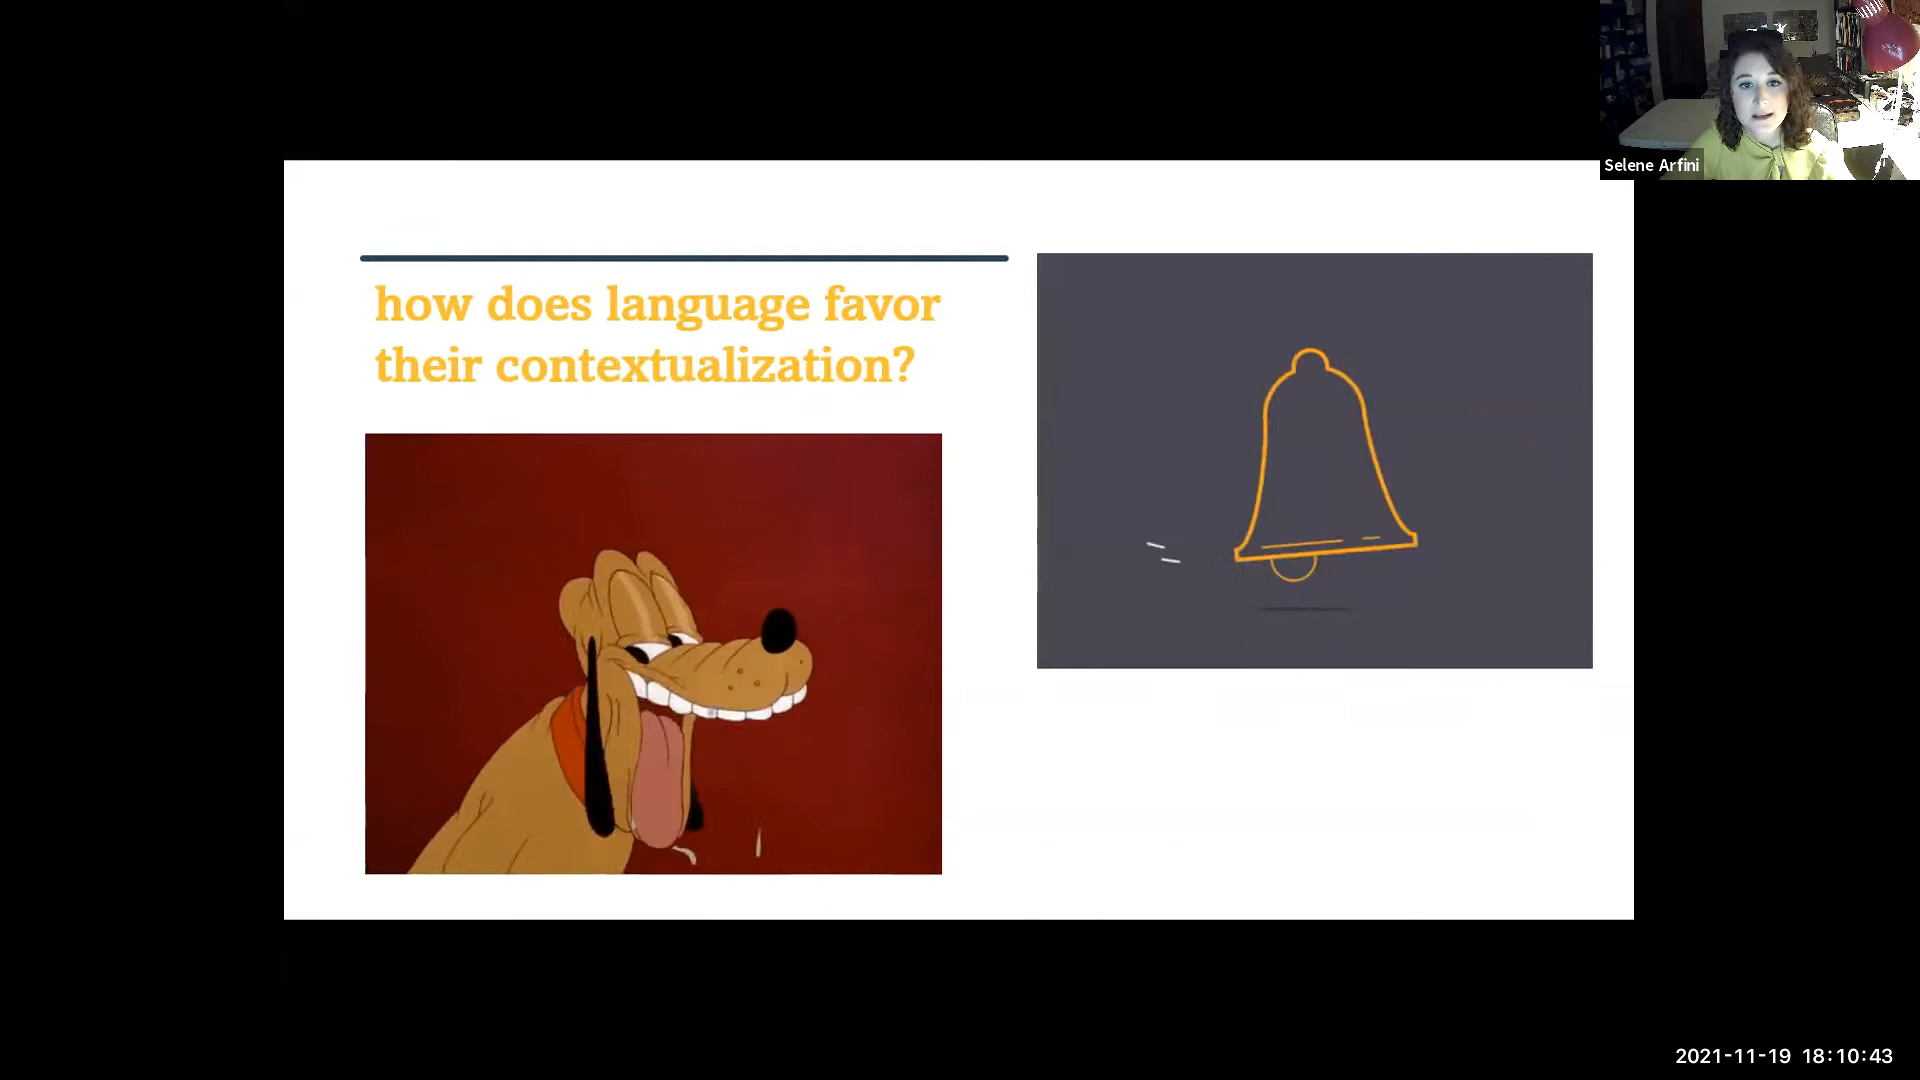 Selene Arfini
how does language favor
their contextualization?
2021-11-19 18:10:43